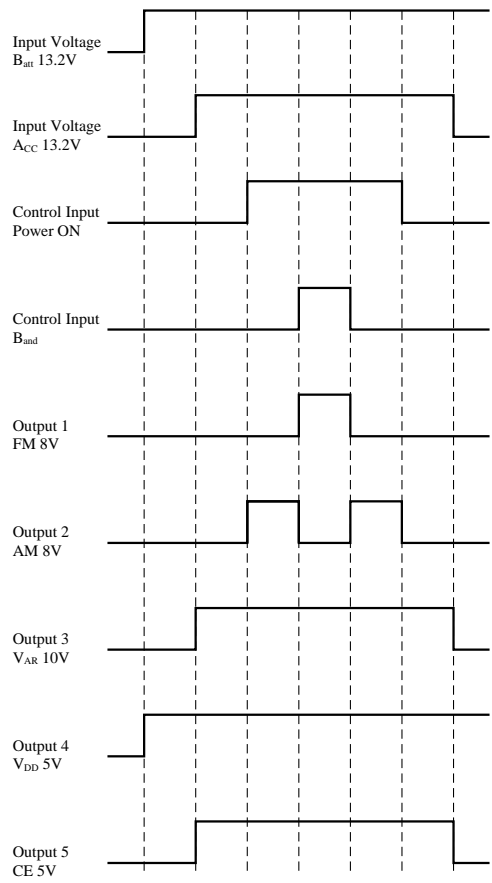 Input Voltage
Batt 13.2V
Input Voltage
ACC 13.2V
Control Input
Power ON
Control Input
Band
Output 1
FM 8V
Output 2
AM 8V
Output 3
VAR 10V
Output 4
VDD 5V
Output 5
CE 5V